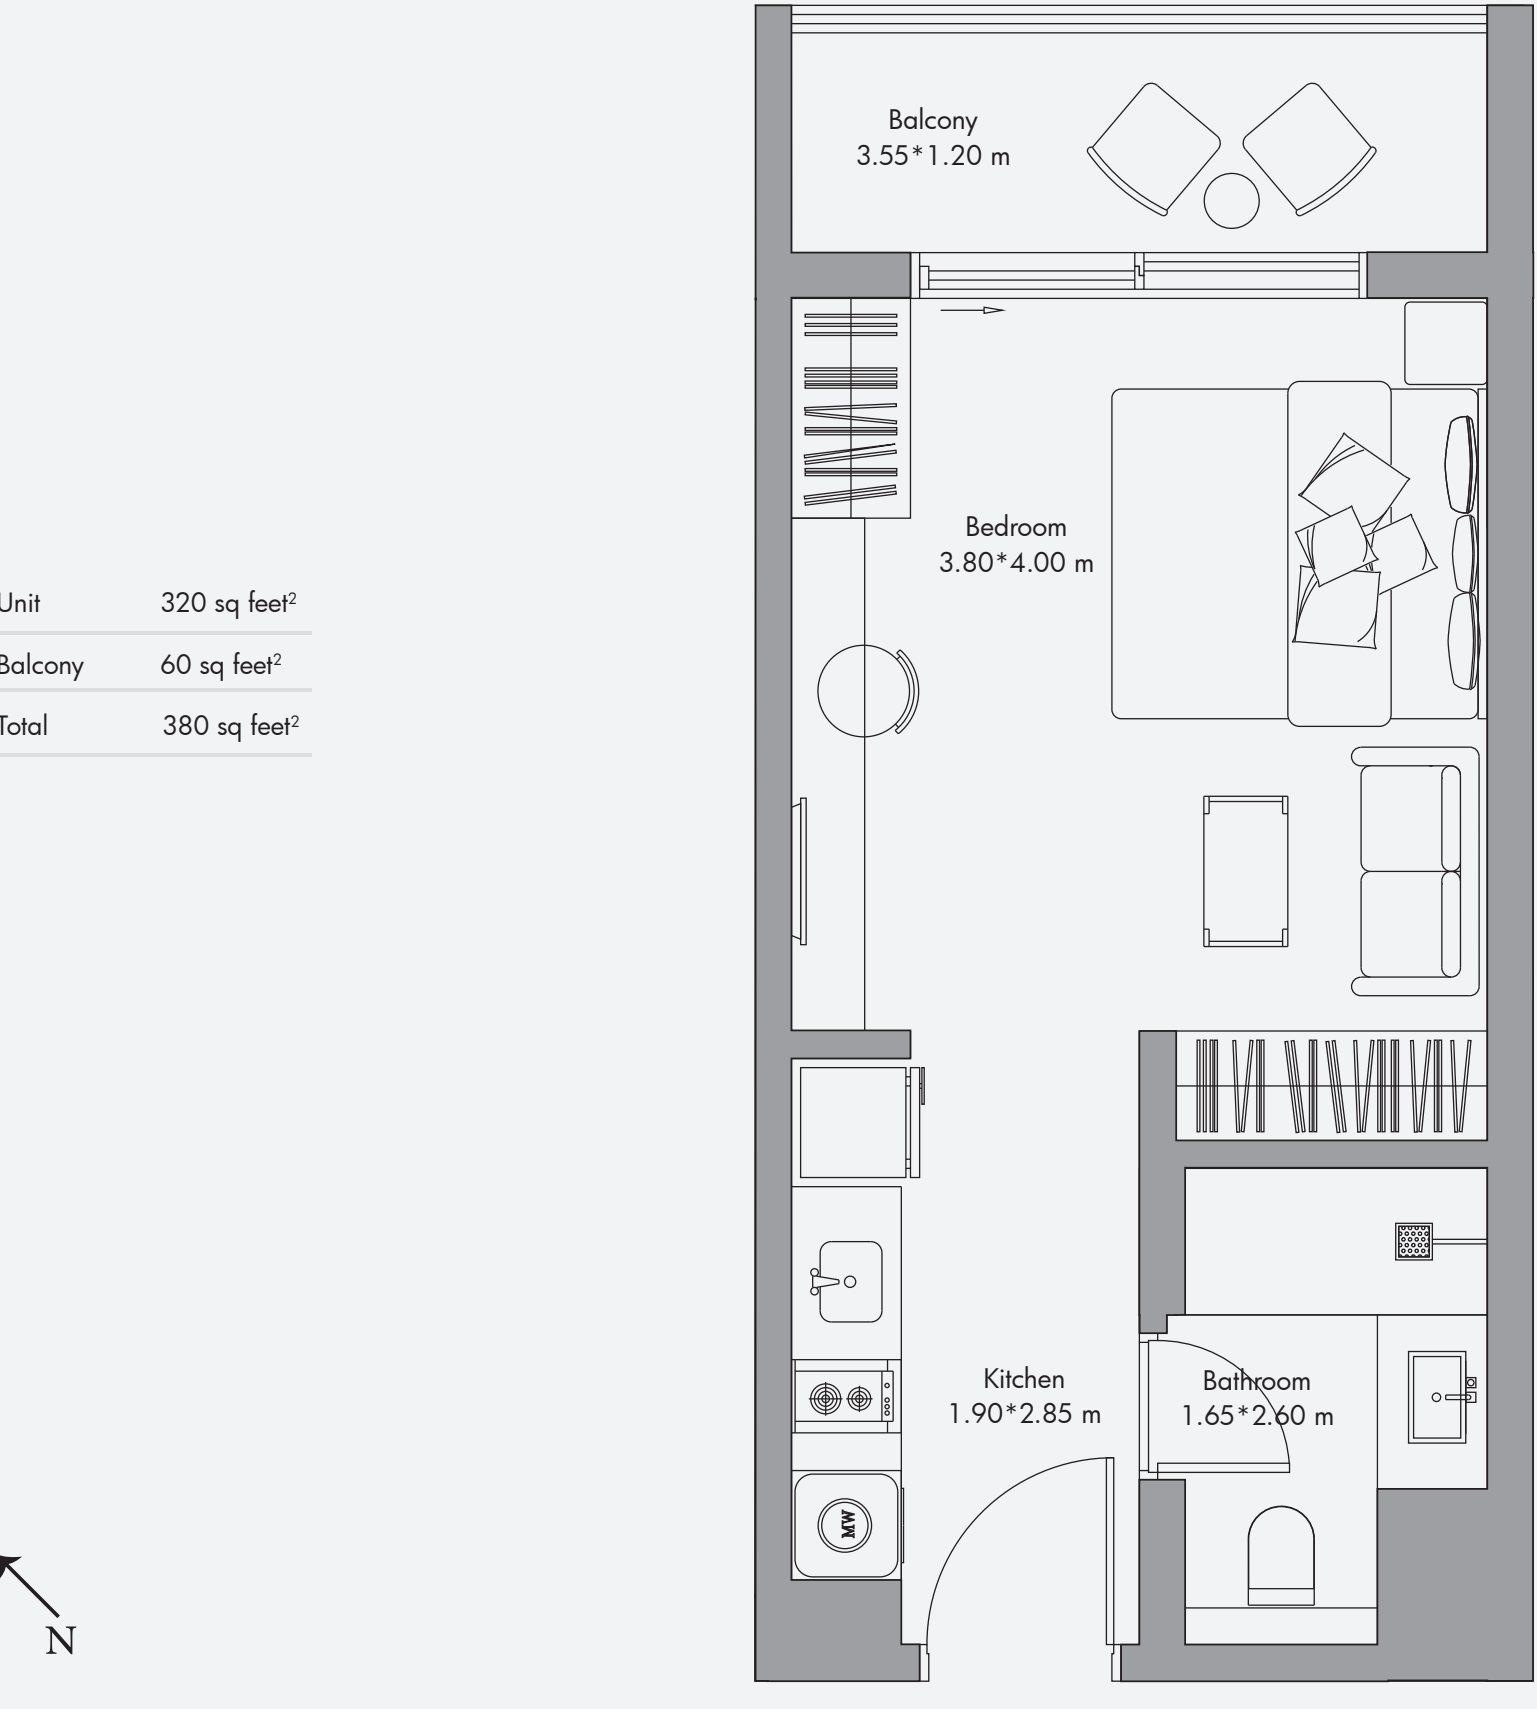 Balcony
3.55*1.20 m
Bedroom
3.80*4.00 m
Unit 320 sq feet²
Balcony 60 sq feet²
Total 380 sq feet²
Kitchen
1.90*2.85 m
Bathroom
1.65*2.60 m
MW
N